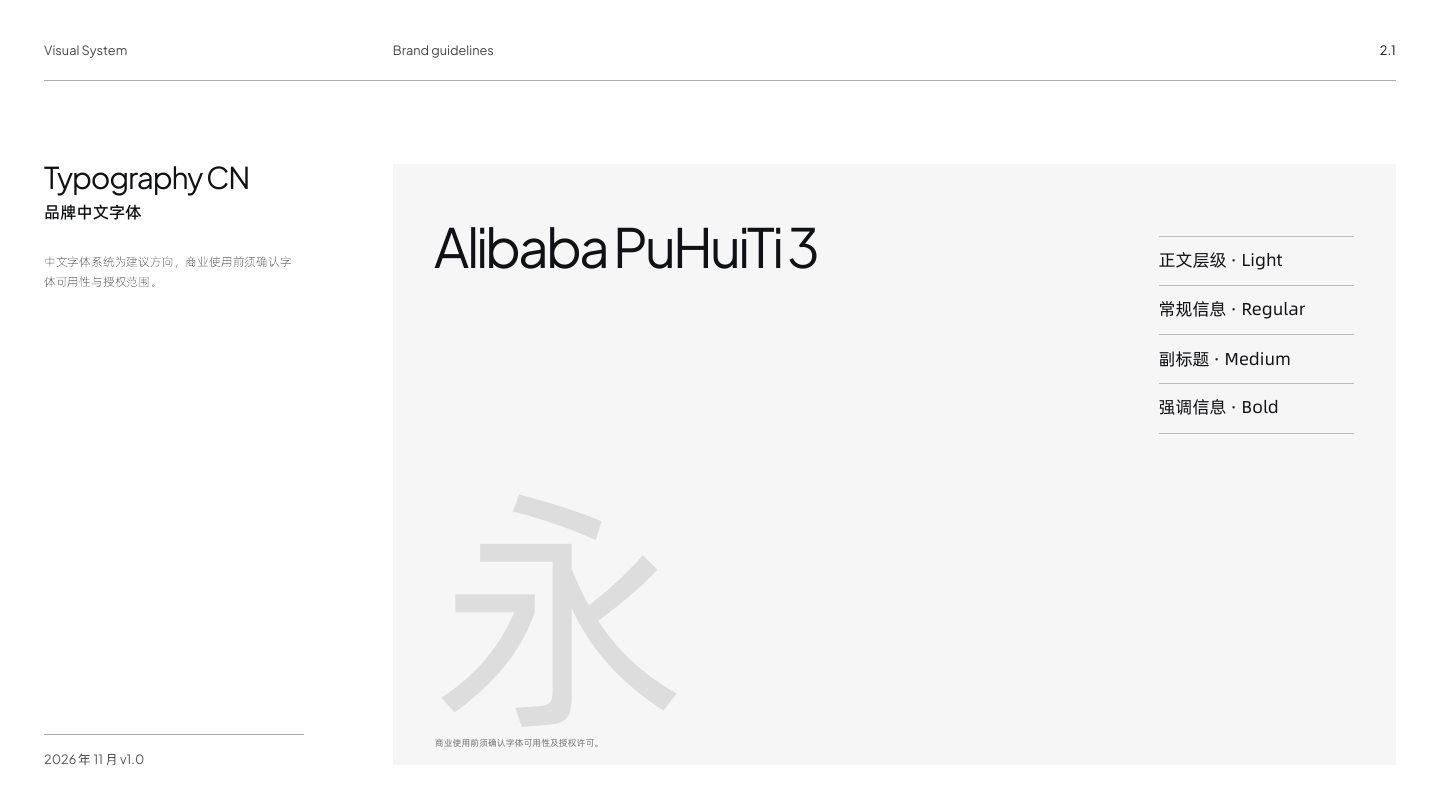 Visual System
Brand guidelines
2.1
Typography CN
品牌中文字体
中文字体系统为建议方向，商业使用前须确认字
体可用性与授权范围。
2026 年 11 月 v1.0
Alibaba PuHuiTi 3
正文层级 · Light
常规信息 · Regular
副标题 · Medium
强调信息 · Bold
永
商业使用前须确认字体可用性及授权许可。